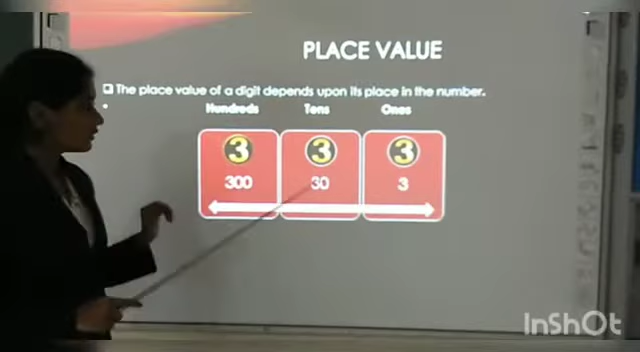 PLACE VALUE
❑ The place value of a digit depends upon its place in the number.
• Hundreds Tens Ones
3 3 3
300 30 3
InShOt